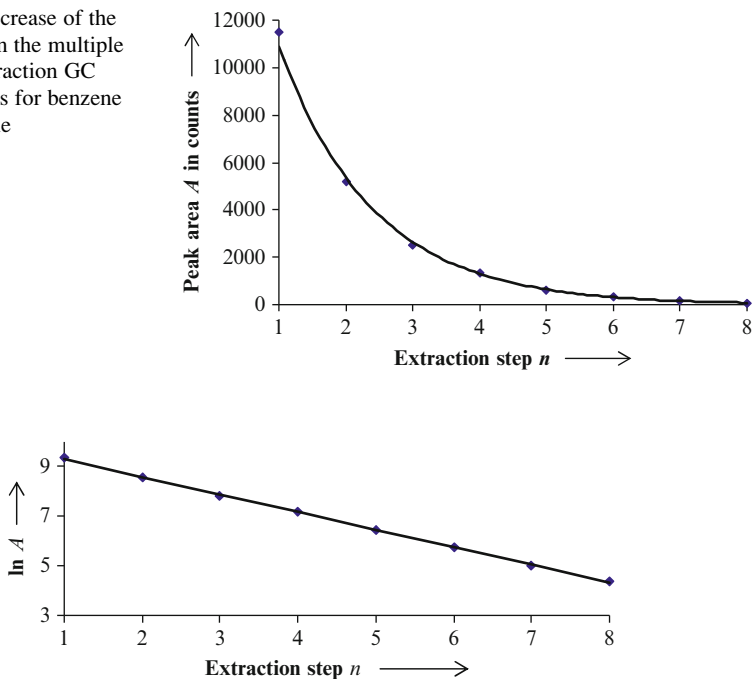 crease of the
n the multiple
raction GC
s for benzene
e
12000
10000
8000
6000
4000
2000
0
Peak area A in counts
1 2 3 4 5 6 7 8
Extraction step n
9
7
5
3
ln A
1 2 3 4 5 6 7 8
Extraction step n